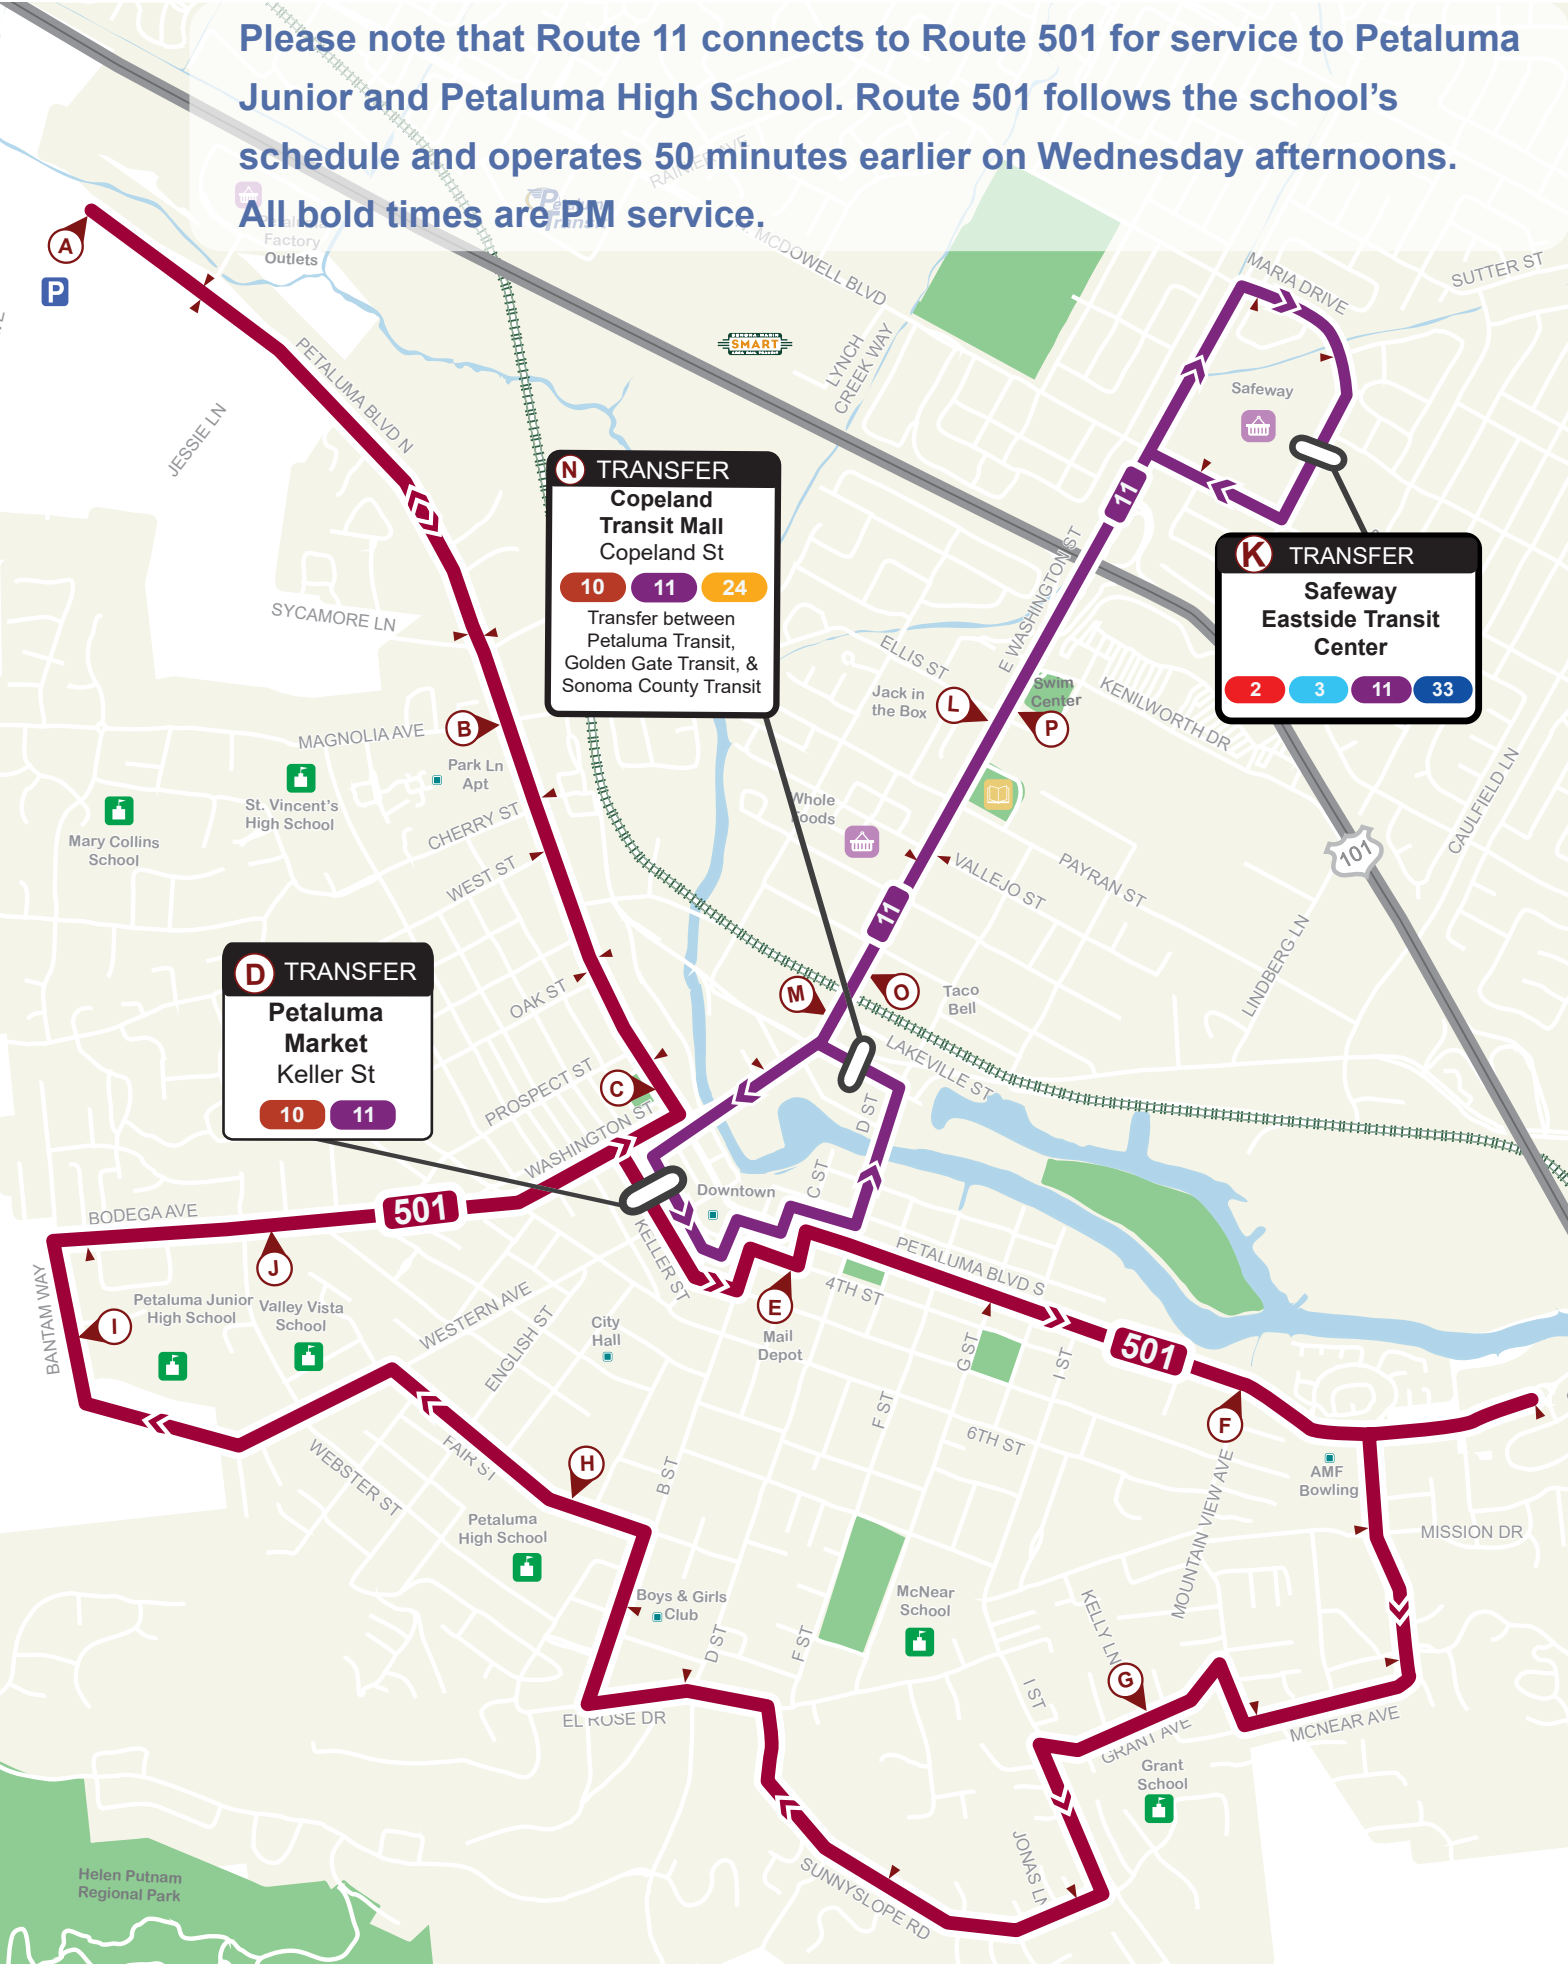 Please note that Route 11 connects to Route 501 for service to Petaluma
Junior and Petaluma High School. Route 501 follows the school's
schedule and operates 50 minutes earlier on Wednesday afternoons.
All bold times are PM service.
RAINIER AVE
Petaluma
Transit
Petaluma
Factory
Outlets
MCDOWELL BLVD
MARIA DRIVE
SUTTER ST
A
P
PETALUMA BLVD N
JESSIE LN
SMART
LYNCH
CREEK WAY
Safeway
11
N TRANSFER
Copeland
Transit Mall
Copeland St
10 11 24
Transfer between
Petaluma Transit,
Golden Gate Transit, &
Sonoma County Transit
K TRANSFER
Safeway
Eastside Transit
Center
2 3 11 33
E WASHINGTON ST
SYCAMORE LN
ELLIS ST
Jack in
the Box
L
Swim
Center
P
KENILWORTH DR
MAGNOLIA AVE
B
Park Ln
Apt
St. Vincent's
High School
Mary Collins
School
CHERRY ST
WEST ST
Whole
Foods
VALLEJO ST
PAYRAN ST
CAULFIELD LN
101
11
LINDBERG LN
D TRANSFER
Petaluma
Market
Keller St
10 11
OAK ST
M
O
Taco
Bell
LAKEVILLE ST
PROSPECT ST
C
WASHINGTON ST
D ST
C ST
Downtown
BODEGA AVE
501
KELLER ST
J
PETALUMA BLVD S
4TH ST
E
Mail
Depot
BANTAM WAY
I
Petaluma Junior
High School
Valley Vista
School
WESTERN AVE
ENGLISH ST
City
Hall
G ST
I ST
501
F ST
F
6TH ST
AMF
Bowling
WEBSTER ST
FAIR ST
H
B ST
Petaluma
High School
MOUNTAIN VIEW AVE
MISSION DR
Boys & Girls
Club
McNear
School
KELLY LN
D ST
F ST
G
I ST
EL ROSE DR
GRANT AVE
MCNEAR AVE
Grant
School
JONAS LN
SUNNYSLOPE RD
Helen Putnam
Regional Park